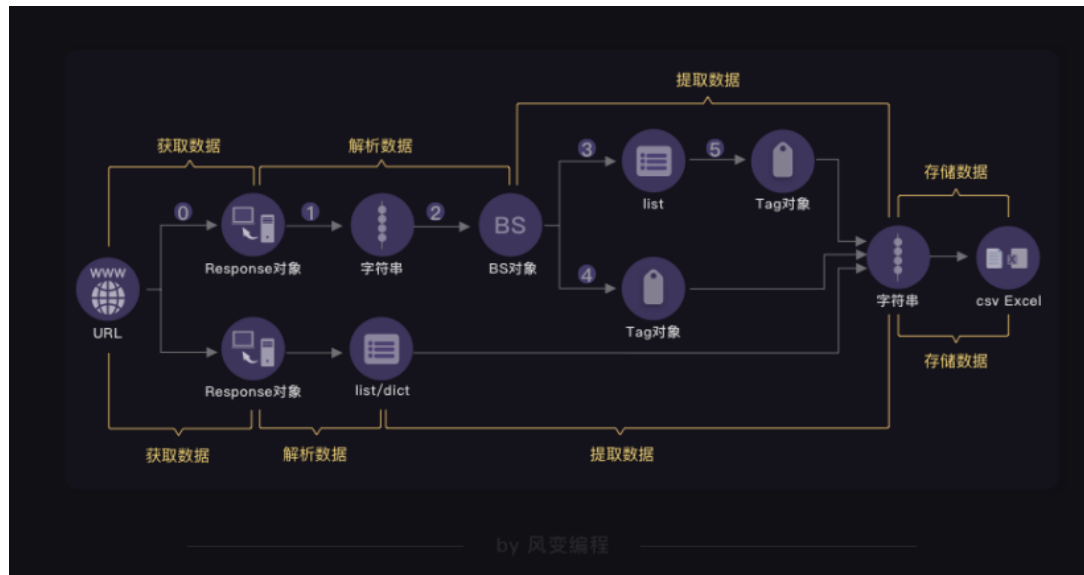 提取数据
获取数据
解析数据
存储数据
0
1
2
3
4
5
WWW
URL
Response对象
字符串
BS
BS对象
list
Tag对象
Tag对象
字符串
X
csv Excel
Response对象
list/dict
存储数据
获取数据
解析数据
提取数据
by 风变编程